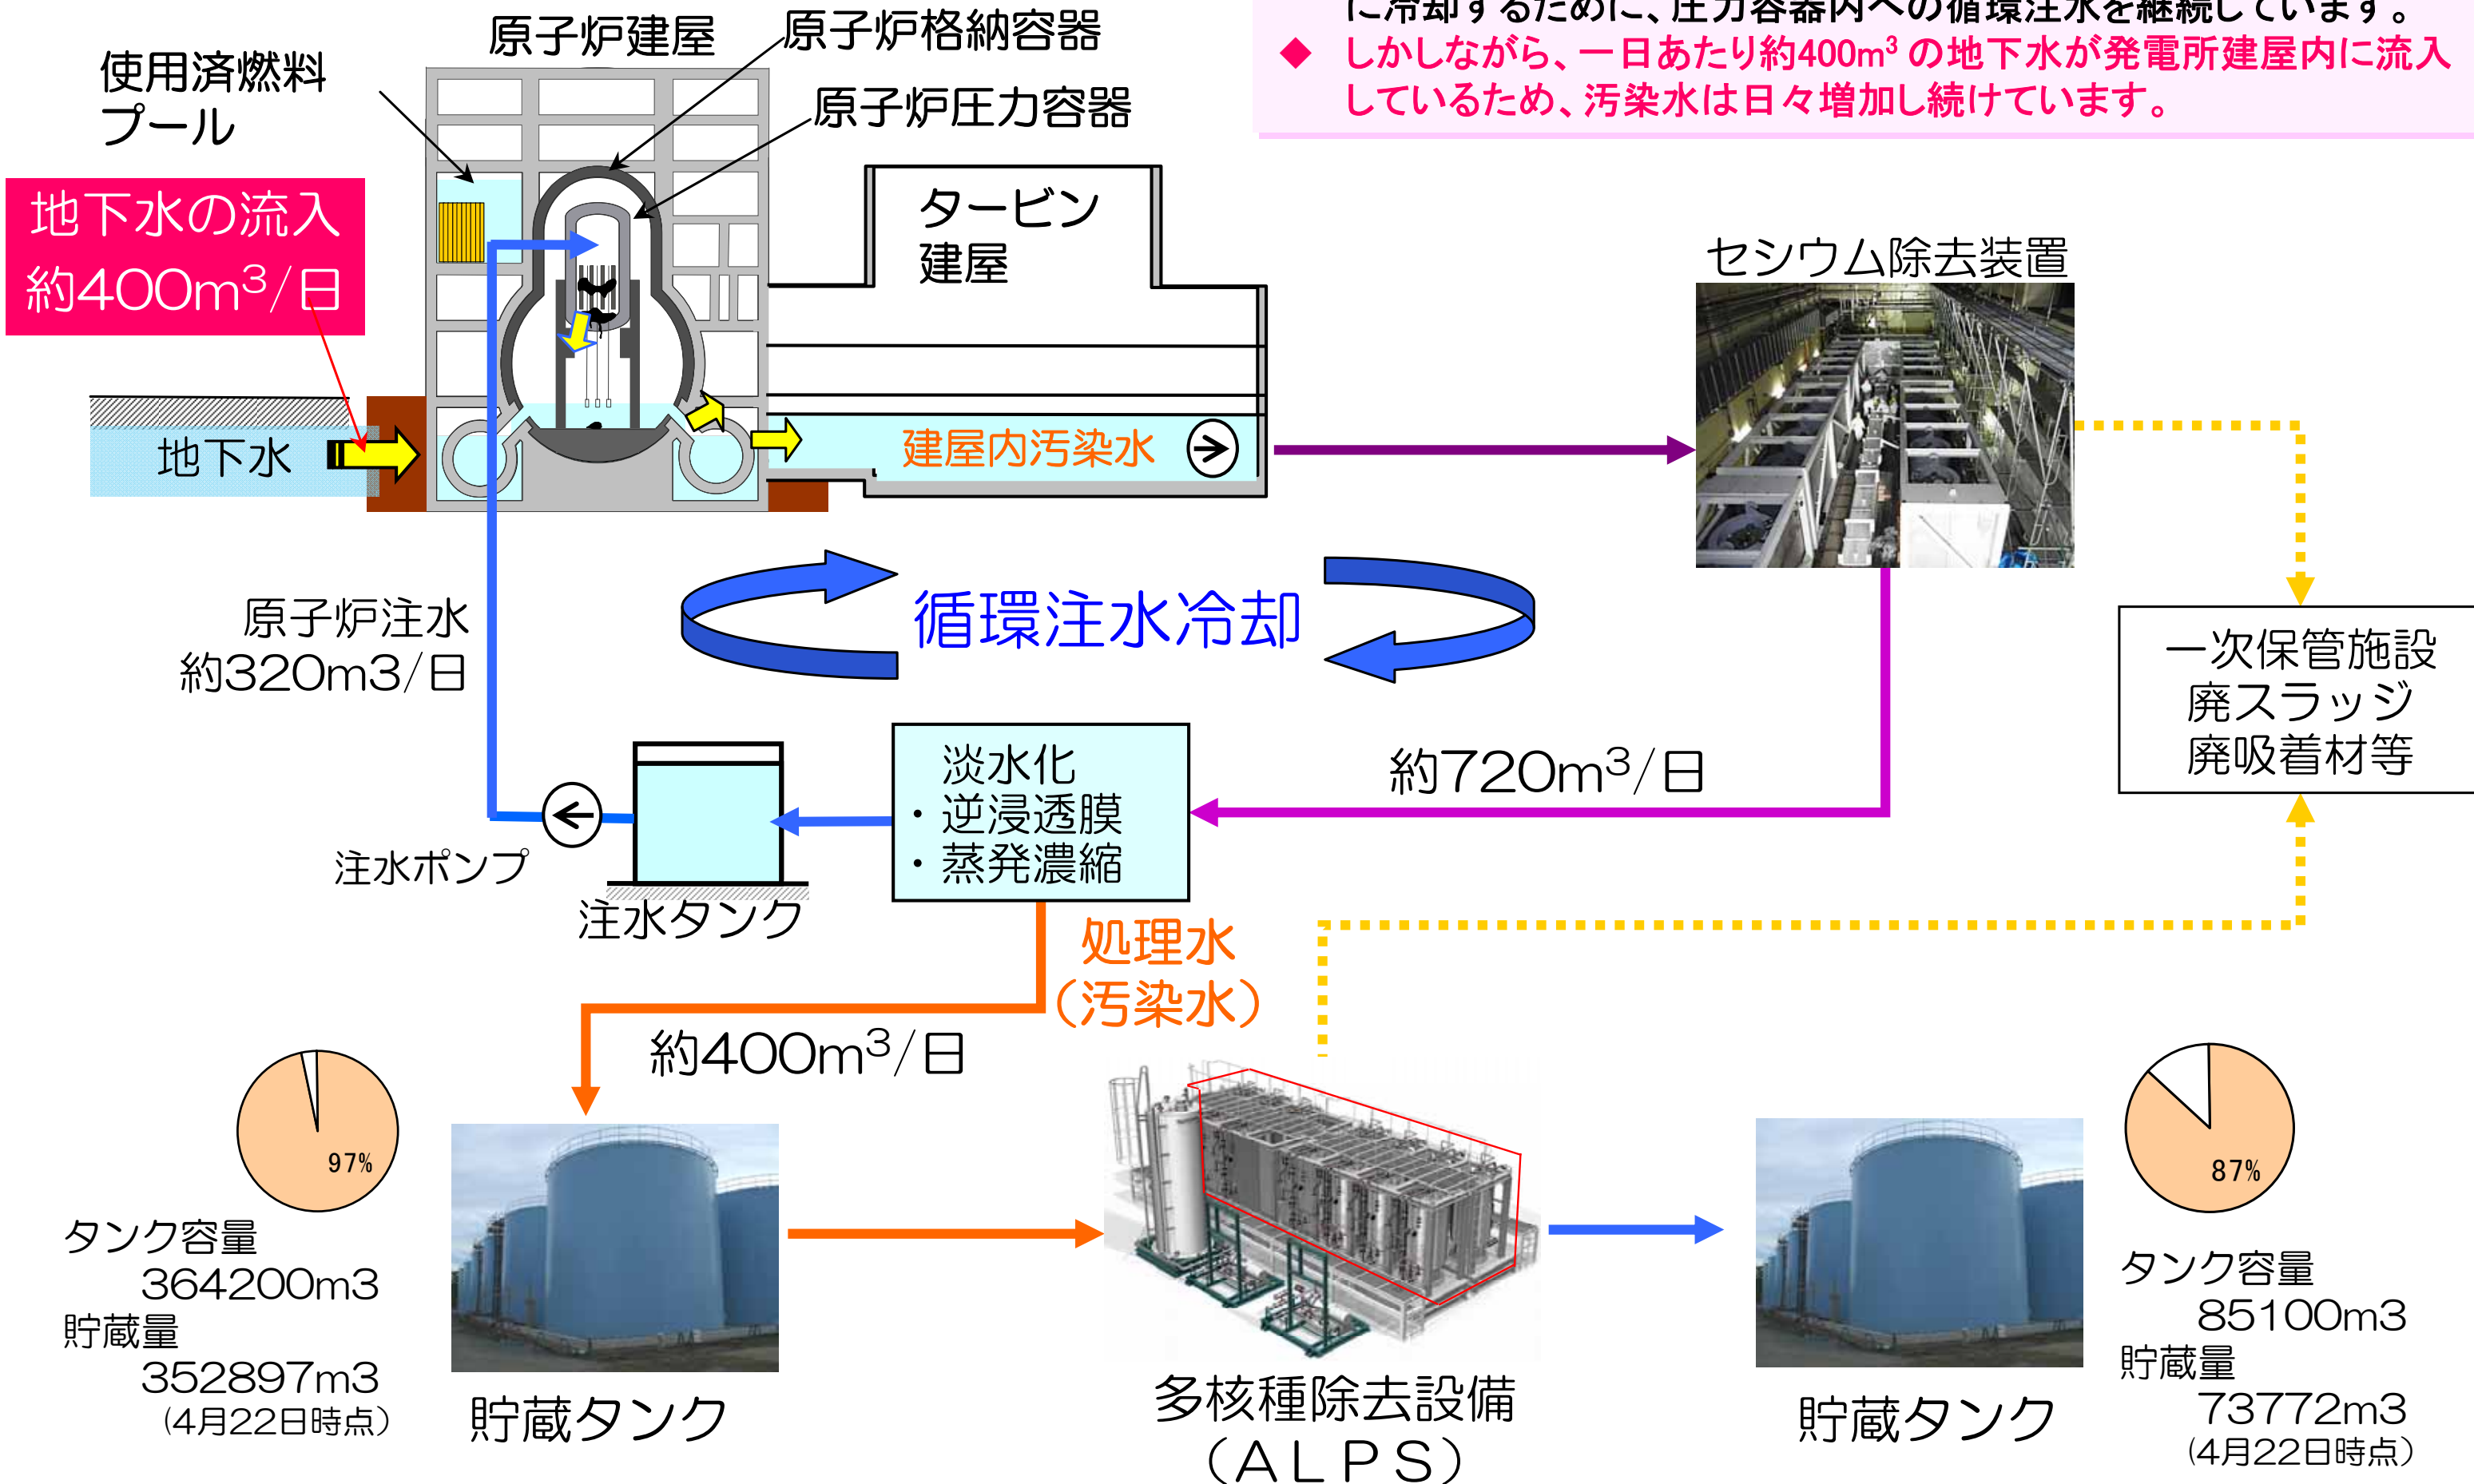 に冷却するために、圧力容器内への循環注水を継続しています。
◆ しかしながら、一日あたり約400m³ の地下水が発電所建屋内に流入
しているため、汚染水は日々増加し続けています。
原子炉建屋
原子炉格納容器
使用済燃料
プール
原子炉圧力容器
地下水の流入
約400m³/日
タービン
建屋
セシウム除去装置
地下水
建屋内汚染水
循環注水冷却
原子炉注水
約320m3/日
一次保管施設
廃スラッジ
廃吸着材等
淡水化
・逆浸透膜
・蒸発濃縮
約720m³/日
注水ポンプ
注水タンク
処理水
(汚染水)
約400m³/日
97%
87%
タンク容量
364200m3
貯蔵量
352897m3
(4月22日時点)
貯蔵タンク
多核種除去設備
(ALPS)
貯蔵タンク
タンク容量
85100m3
貯蔵量
73772m3
(4月22日時点)